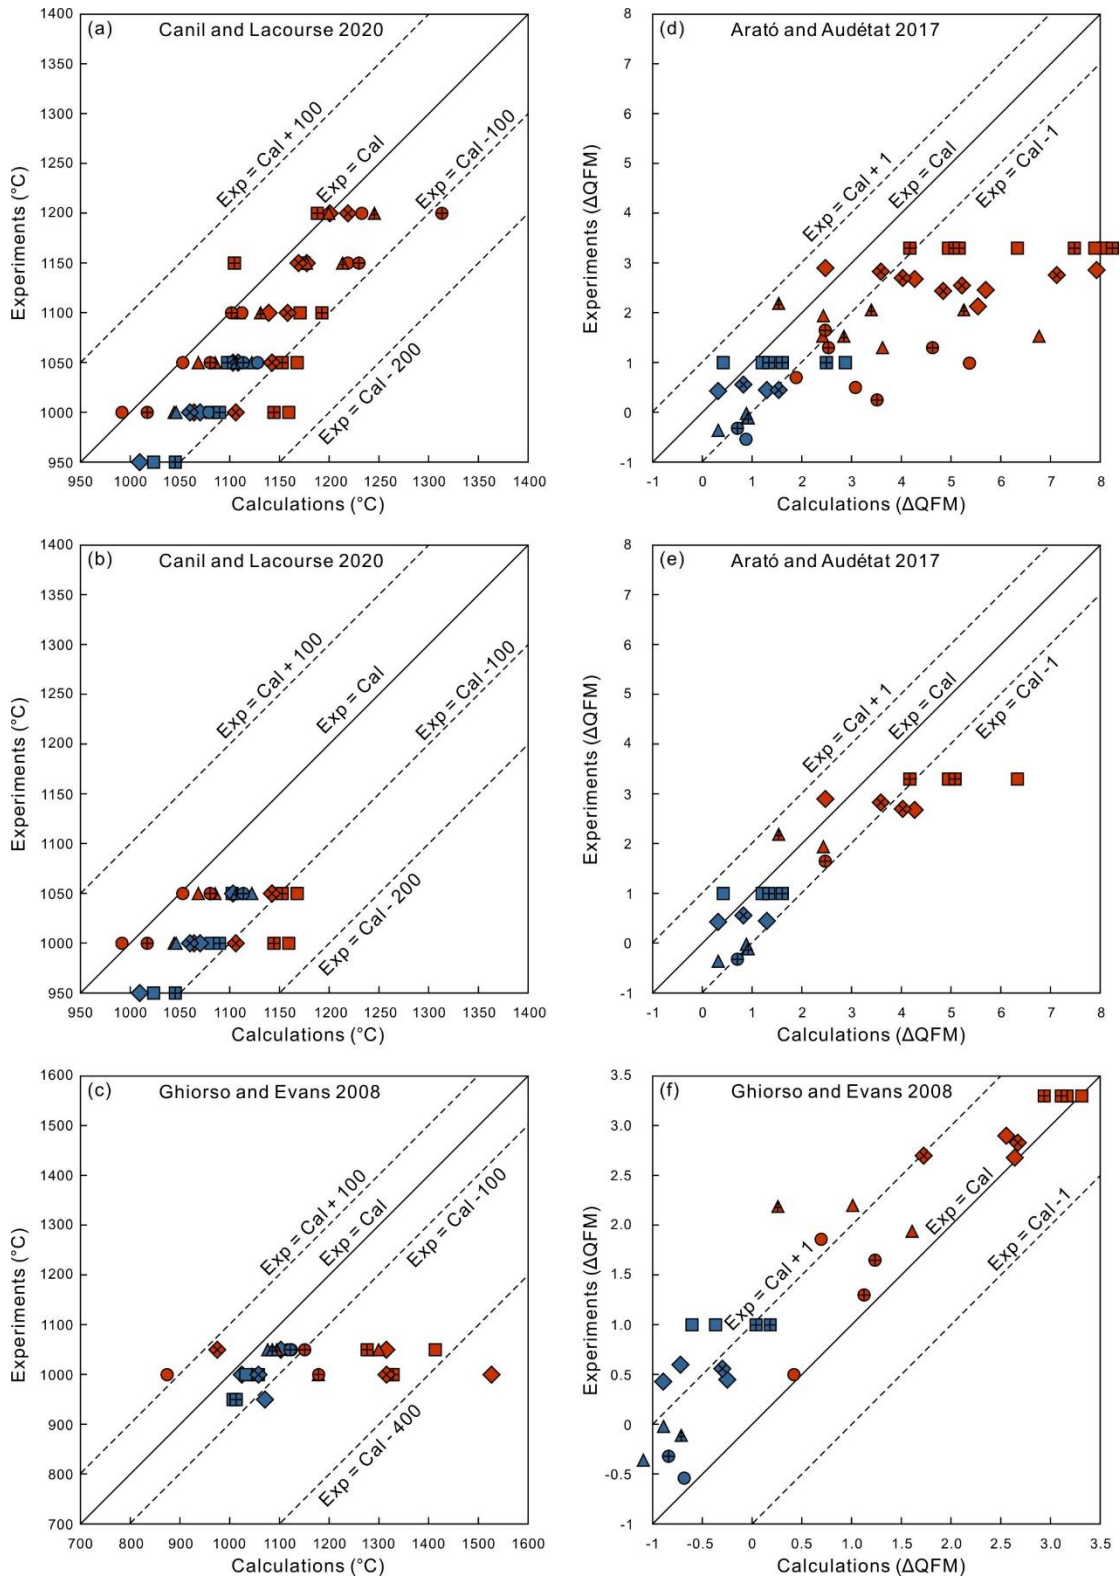 (a) Canil and Lacourse 2020
1400
1350
1300
1250
1200
1150
1100
1050
1000
950
Experiments (°C)
Exp = Cal + 100
Exp = Cal
Exp = Cal -100
Exp = Cal - 200
950 1000 1050 1100 1150 1200 1250 1300 1350 1400
Calculations (°C)
(d) Arató and Audétat 2017
8
7
6
5
4
3
2
1
0
-1
Experiments (ΔQFM)
Exp = Cal + 1
Exp = Cal
Exp = Cal -1
-1 0 1 2 3 4 5 6 7 8
Calculations (ΔQFM)
(b) Canil and Lacourse 2020
1400
1350
1300
1250
1200
1150
1100
1050
1000
950
Experiments (°C)
Exp = Cal + 100
Exp = Cal
Exp = Cal -100
Exp = Cal - 200
950 1000 1050 1100 1150 1200 1250 1300 1350 1400
Calculations (°C)
(e) Arató and Audétat 2017
8
7
6
5
4
3
2
1
0
-1
Experiments (ΔQFM)
Exp = Cal + 1
Exp = Cal
Exp = Cal -1
-1 0 1 2 3 4 5 6 7 8
Calculations (ΔQFM)
(c) Ghiorso and Evans 2008
1600
1500
1400
1300
1200
1100
1000
900
800
700
Experiments (°C)
Exp = Cal + 100
Exp = Cal
Exp = Cal -100
Exp = Cal - 400
700 800 900 1000 1100 1200 1300 1400 1500 1600
Calculations (°C)
(f) Ghiorso and Evans 2008
3.5
3.0
2.5
2.0
1.5
1.0
0.5
0
-0.5
-1
Experiments (ΔQFM)
Exp = Cal + 1
Exp = Cal
Exp = Cal -1
-1 -0.5 0 0.5 1.0 1.5 2.0 2.5 3.0 3.5
Calculations (ΔQFM)